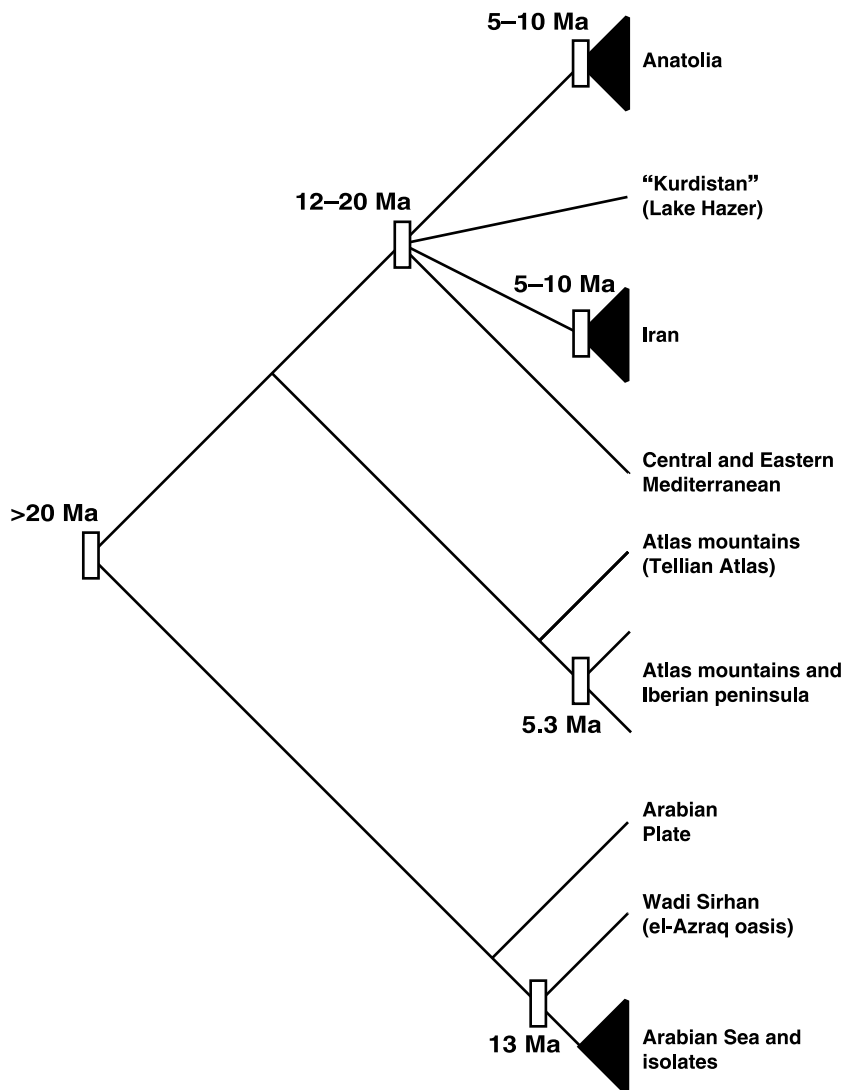 5–10 Ma
Anatolia
“Kurdistan”
(Lake Hazer)
12–20 Ma
5–10 Ma
Iran
Central and Eastern
Mediterranean
>20 Ma
Atlas mountains
(Tellian Atlas)
Atlas mountains and
Iberian peninsula
5.3 Ma
Arabian
Plate
Wadi Sirhan
(el-Azraq oasis)
13 Ma
Arabian Sea and
isolates